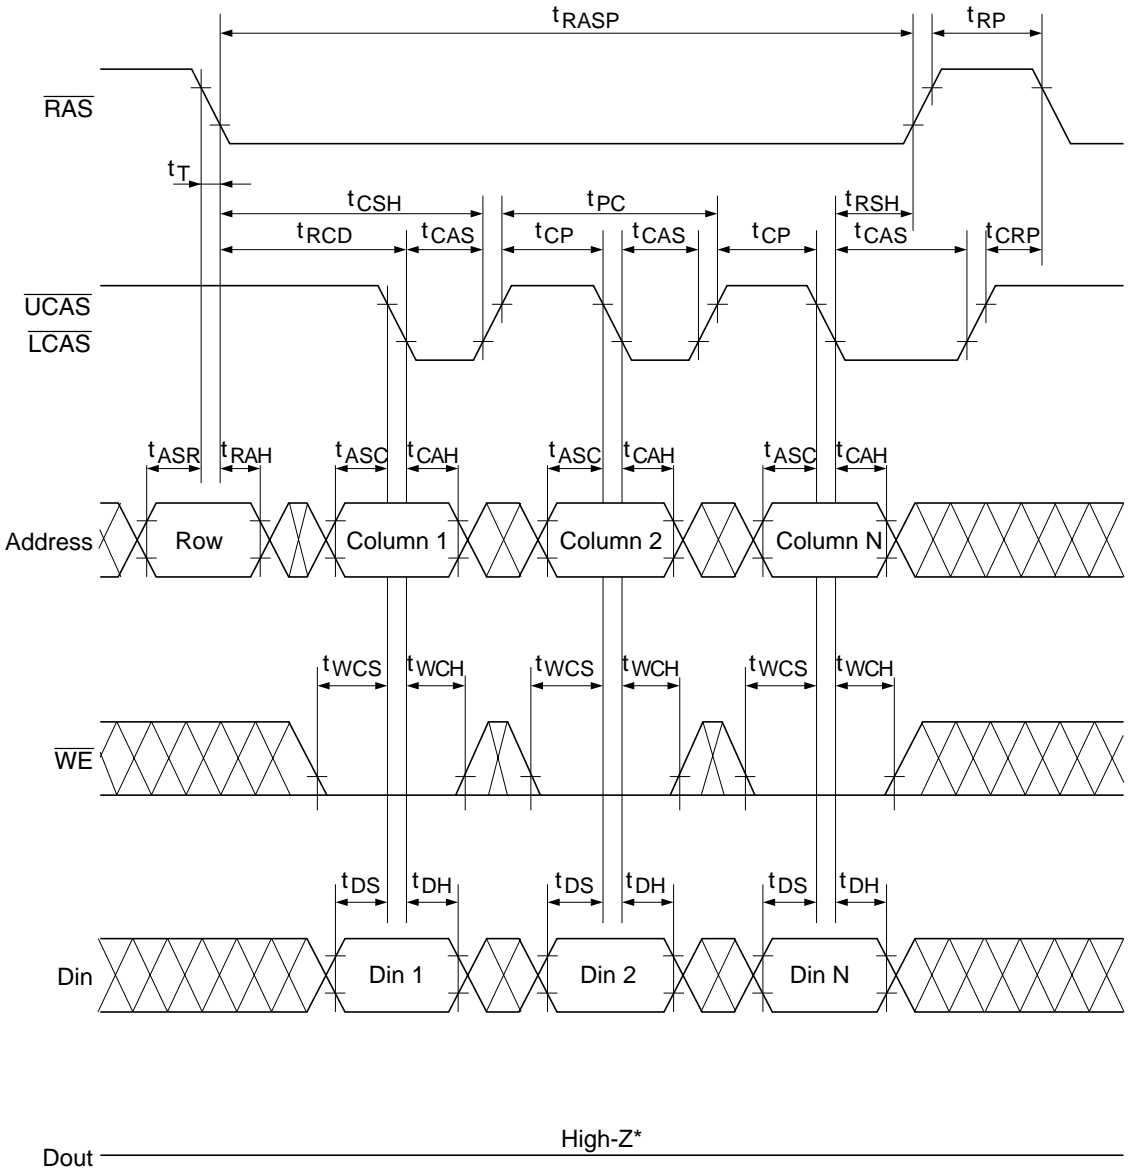 tRASP tRP
RAS
tT
tCSH tPC tRSH
tRCD tCAS tCP tCAS tCP tCAS tCRP
UCAS
LCAS
tASR tRAH tASC tCAH tASC tCAH tASC tCAH
Address Row Column 1 Column 2 Column N
tWCS tWCH tWCS tWCH tWCS tWCH
WE
tDS tDH tDS tDH tDS tDH
Din Din 1 Din 2 Din N
High-Z*
Dout